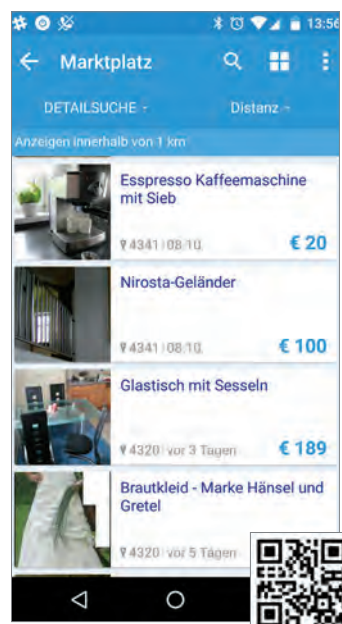 13:56
Marktplatz
DETAILSUCHE
Distanz
Anzeigen innerhalb von 1 km
Esspresso Kaffeemaschine
mit Sieb
4341 | 08.10.
€ 20
Nirosta-Geländer
4341 | 08.10.
€ 100
Glastisch mit Sesseln
4320 | vor 3 Tagen
€ 189
Brautkleid - Marke Hänsel und
Gretel
4320 | vor 5 Tagen